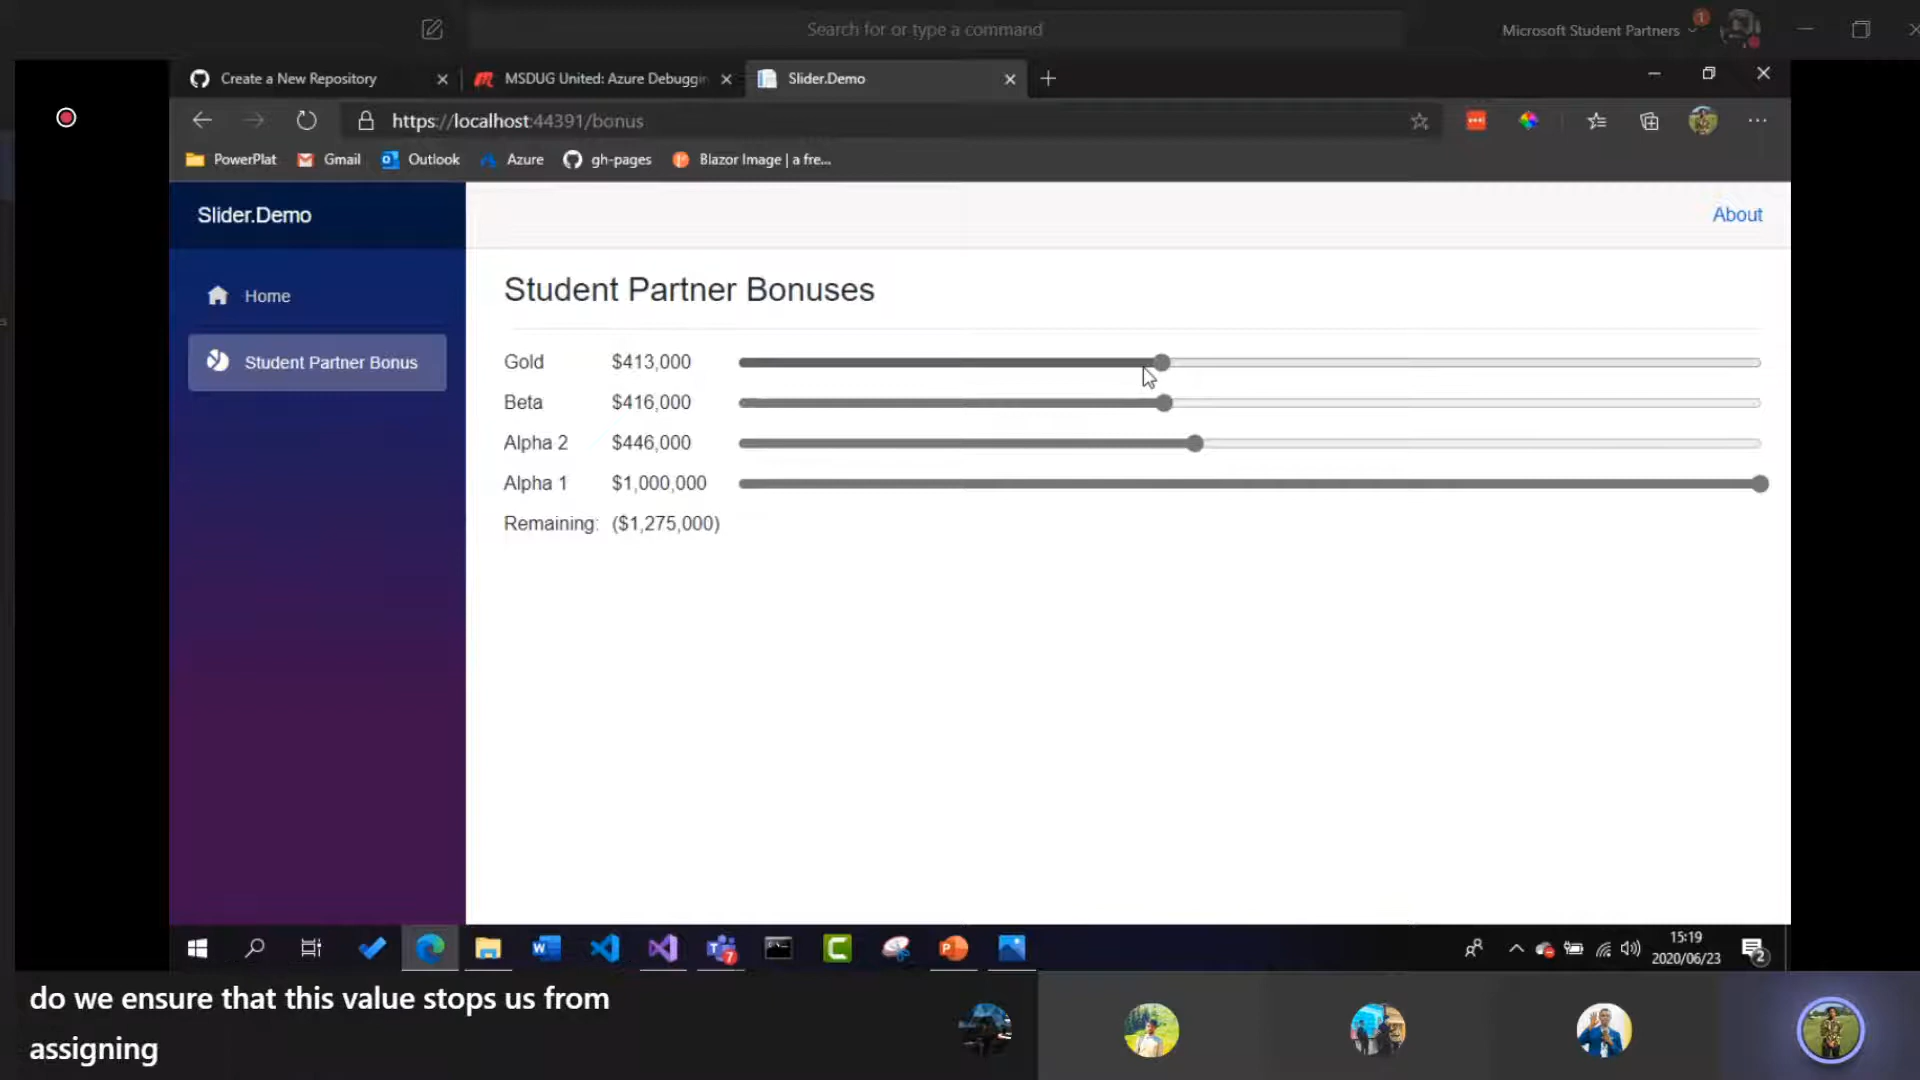 Search for or type a command
Microsoft Student Partners
1
Create a New Repository
MSDUG United: Azure Debuggin
Slider.Demo
https://localhost:44391/bonus
PowerPlat
Gmail
Outlook
Azure
gh-pages
Blazor Image | a fre...
Slider.Demo
About
Home
Student Partner Bonus
Student Partner Bonuses
Gold $413,000
Beta $416,000
Alpha 2 $446,000
Alpha 1 $1,000,000
Remaining: ($1,275,000)
7
15:19
2020/06/23
2
do we ensure that this value stops us from
assigning